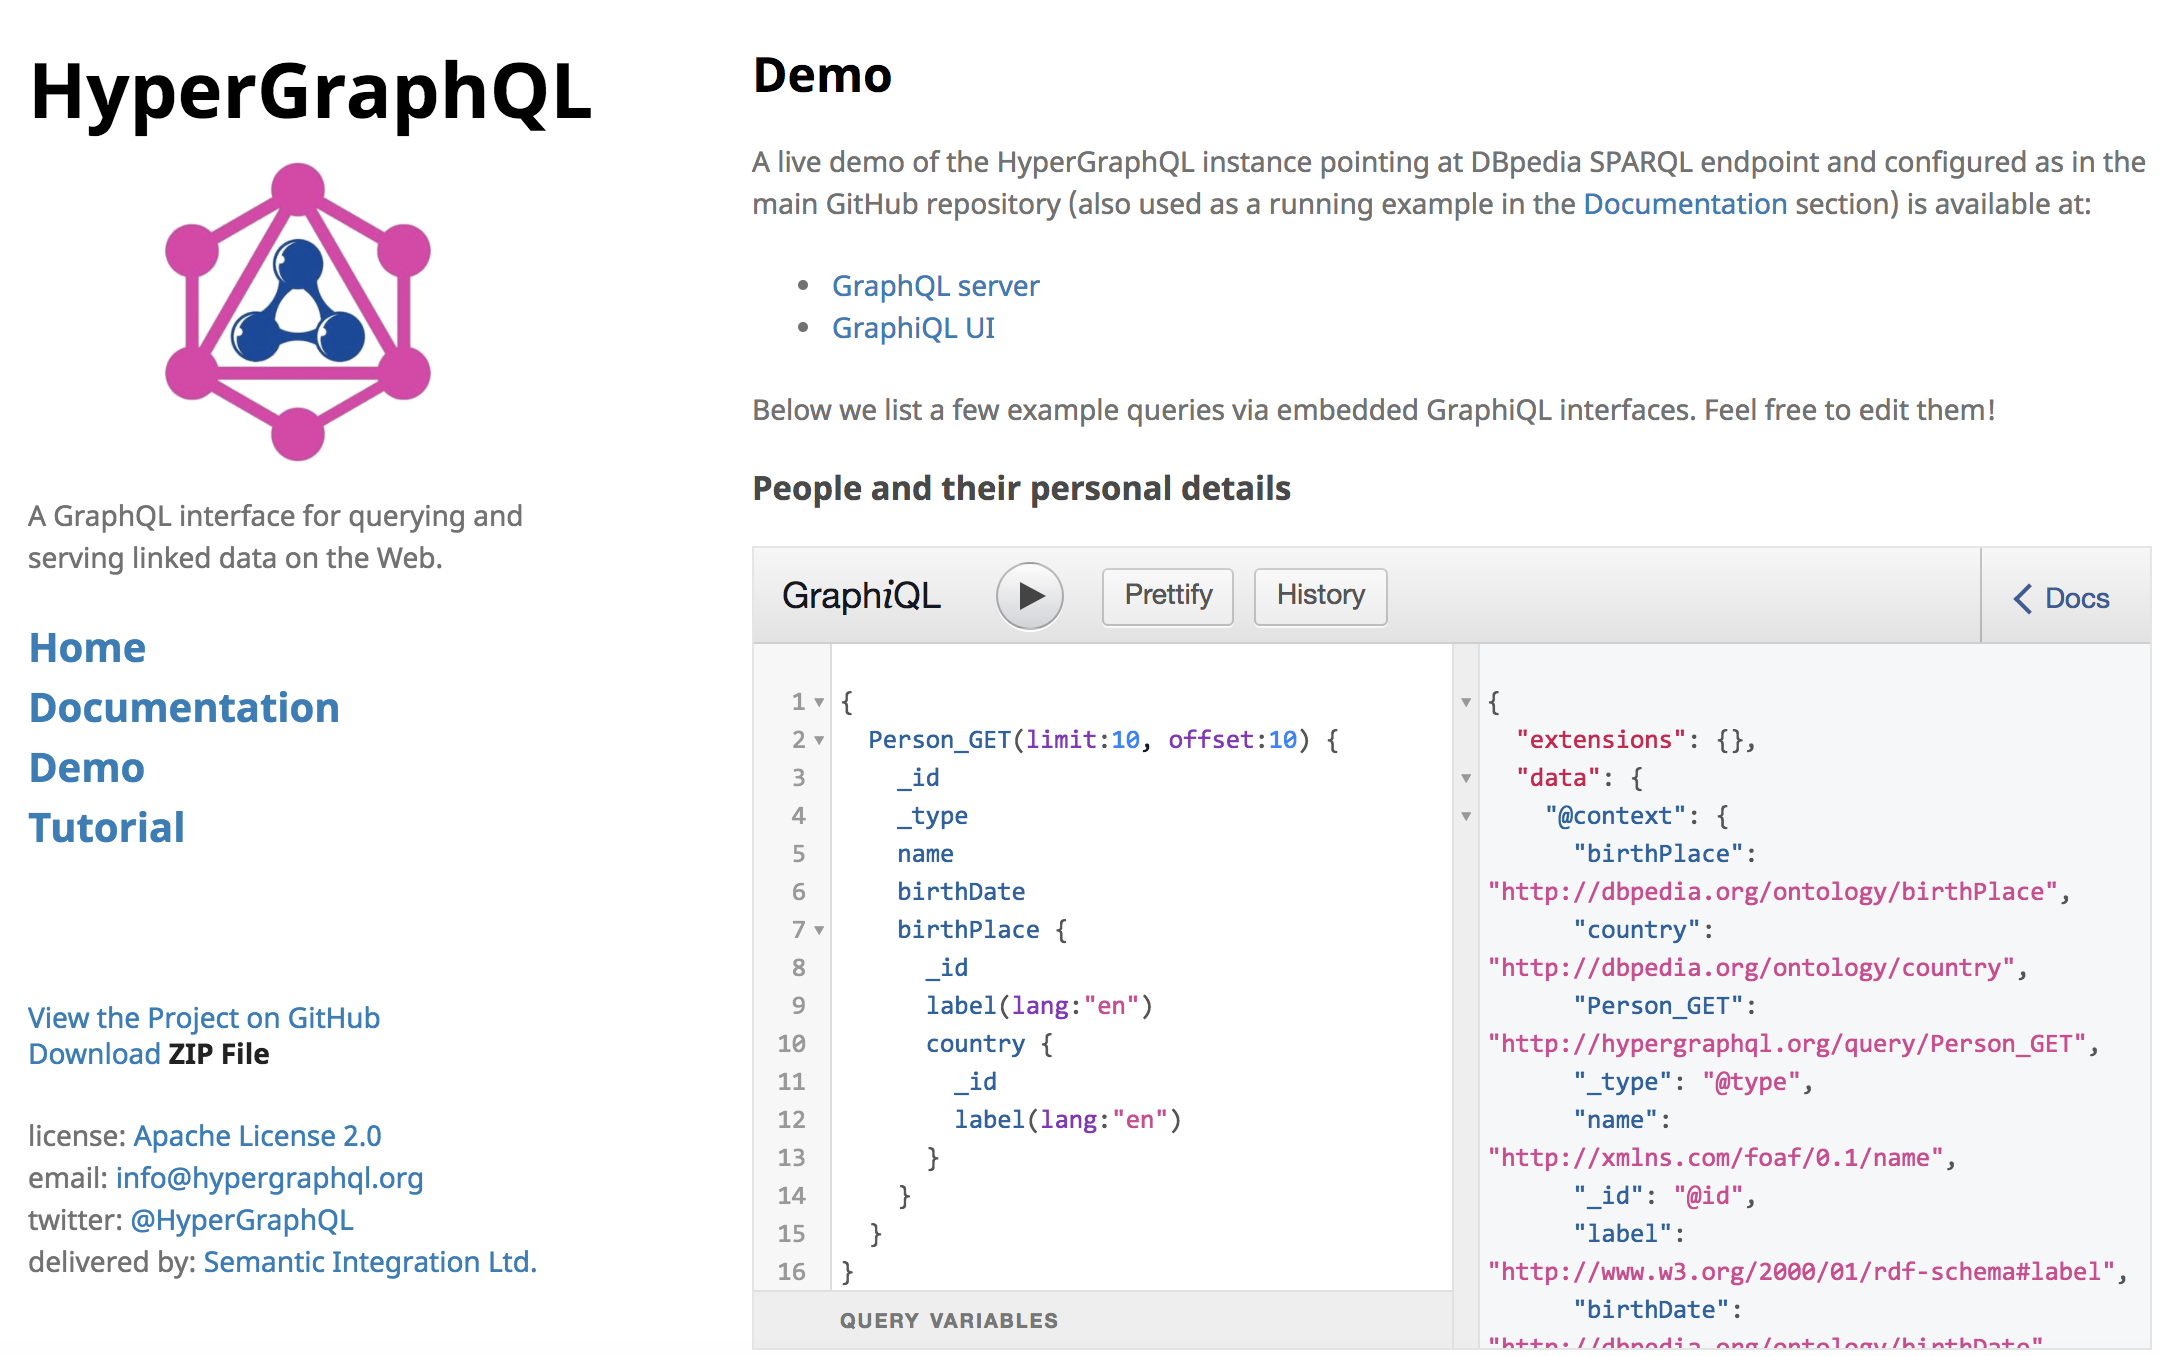 HyperGraphQL
A GraphQL interface for querying and
serving linked data on the Web.
Home
Documentation
Demo
Tutorial
View the Project on GitHub
Download ZIP File
license: Apache License 2.0
email: info@hypergraphql.org
twitter: @HyperGraphQL
delivered by: Semantic Integration Ltd.
Demo
A live demo of the HyperGraphQL instance pointing at DBpedia SPARQL endpoint and configured as in the
main GitHub repository (also used as a running example in the Documentation section) is available at:
• GraphQL server
• GraphiQL UI
Below we list a few example queries via embedded GraphiQL interfaces. Feel free to edit them!
People and their personal details
GraphiQL Prettify History Docs
1 {
2 Person_GET(limit:10, offset:10) {
3 _id
4 _type
5 name
6 birthDate
7 birthPlace {
8 _id
9 label(lang:"en")
10 country {
11 _id
12 label(lang:"en")
13 }
14 }
15 }
16 }
QUERY VARIABLES
{
"extensions": {},
"data": {
"@context": {
"birthPlace":
"http://dbpedia.org/ontology/birthPlace",
"country":
"http://dbpedia.org/ontology/country",
"Person_GET":
"http://hypergraphql.org/query/Person_GET",
"_type": "@type",
"name":
"http://xmlns.com/foaf/0.1/name",
"_id": "@id",
"label":
"http://www.w3.org/2000/01/rdf-schema#label",
"birthDate":
"http://dbpedia.org/ontology/birthDate"